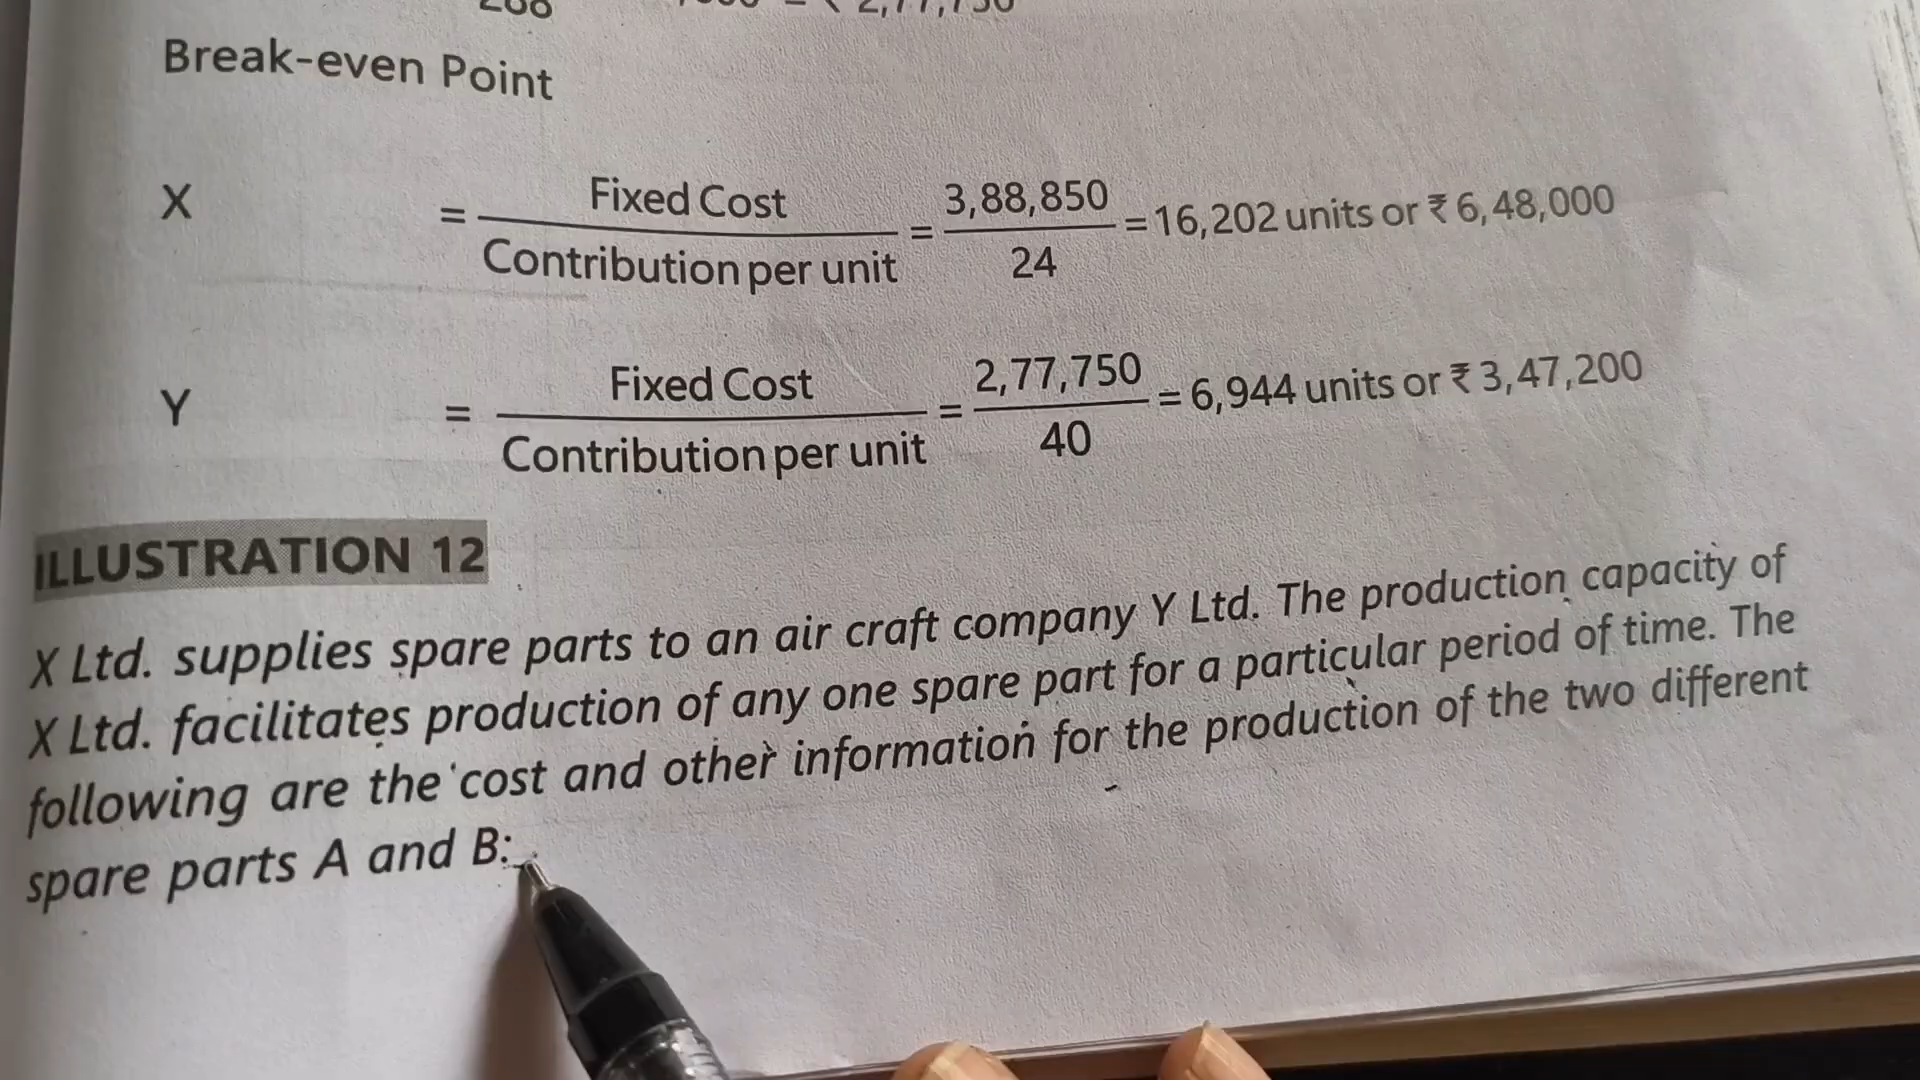 Break-even Point
X = Fixed Cost / Contribution per unit = 3,88,850 / 24 = 16,202 units or ₹ 6,48,000
Y = Fixed Cost / Contribution per unit = 2,77,750 / 40 = 6,944 units or ₹ 3,47,200
ILLUSTRATION 12
X Ltd. supplies spare parts to an air craft company Y Ltd. The production capacity of
X Ltd. facilitates production of any one spare part for a particular period of time. The
following are the cost and other information for the production of the two different
spare parts A and B: